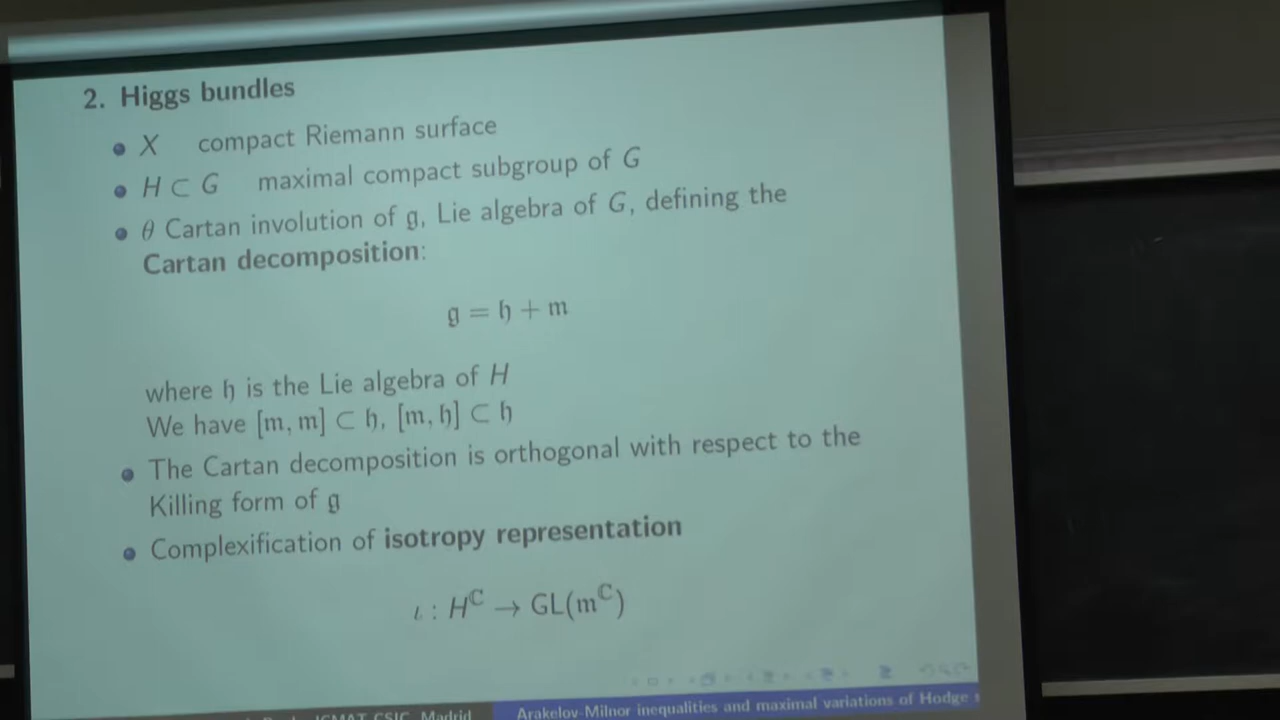 2. Higgs bundles
X compact Riemann surface
H ⊂ G maximal compact subgroup of G
θ Cartan involution of 𝔤, Lie algebra of G, defining the
Cartan decomposition:
𝔤 = 𝔥 + 𝔪
where 𝔥 is the Lie algebra of H
We have [𝔪, 𝔪] ⊂ 𝔥, [𝔪, 𝔥] ⊂ 𝔥
The Cartan decomposition is orthogonal with respect to the
Killing form of 𝔤
Complexification of isotropy representation
ι : H^ℂ → GL(𝔪^ℂ)
ICMAT-CSIC, Madrid
Arakelov-Milnor inequalities and maximal variations of Hodge